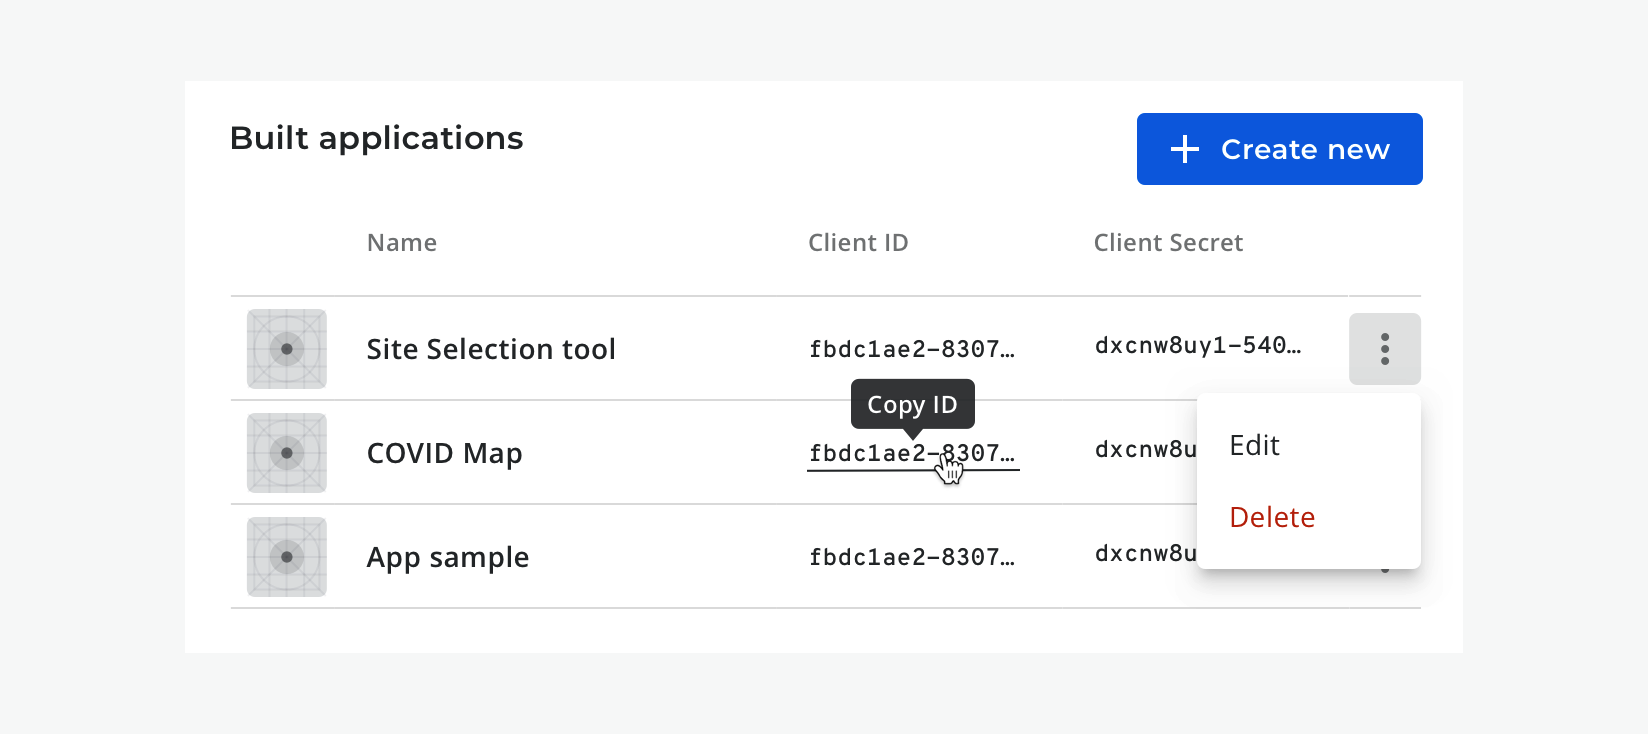 Built applications
+ Create new
Name Client ID Client Secret
Site Selection tool fbdc1ae2-8307… dxcnw8uy1-540…
Copy ID
COVID Map fbdc1ae2-8307… dxcnw8u
Edit
Delete
App sample fbdc1ae2-8307… dxcnw8u